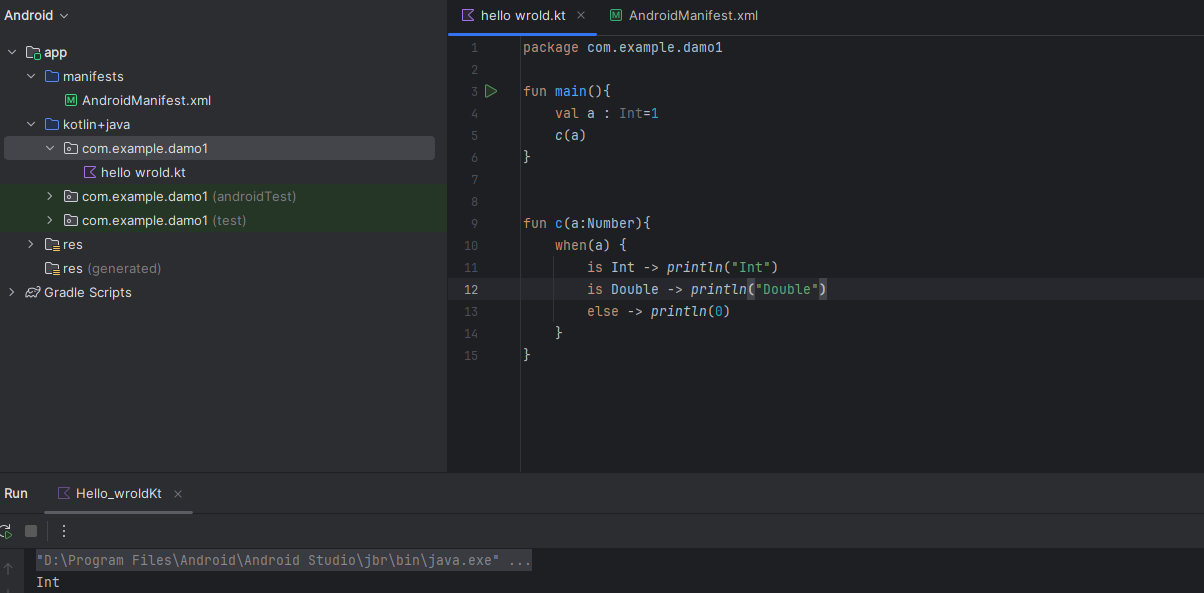 Android
app
manifests
AndroidManifest.xml
kotlin+java
com.example.damo1
hello wrold.kt
com.example.damo1 (androidTest)
com.example.damo1 (test)
res
res (generated)
Gradle Scripts
hello wrold.kt
AndroidManifest.xml
1 package com.example.damo1
2
3 fun main(){
4 val a : Int=1
5 c(a)
6 }
7
8
9 fun c(a:Number){
10 when(a) {
11 is Int -> println("Int")
12 is Double -> println("Double")
13 else -> println(0)
14 }
15 }
Run
Hello_wroldKt
"D:\Program Files\Android\Android Studio\jbr\bin\java.exe" ...
Int